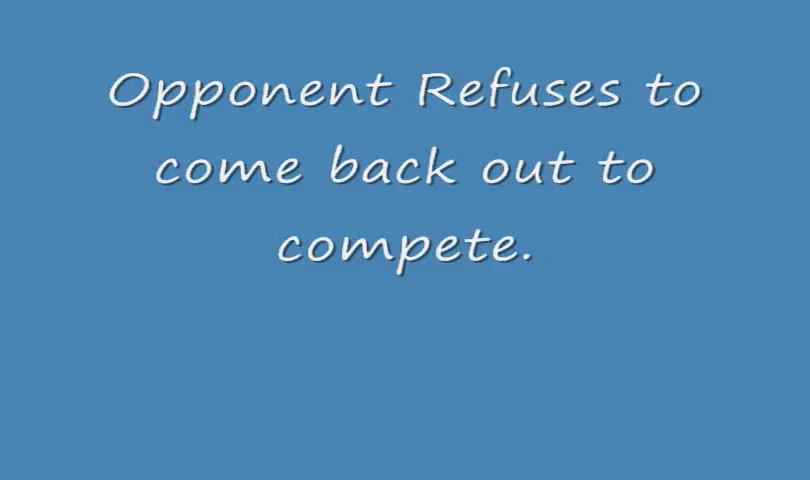 Opponent Refuses to
come back out to
compete.